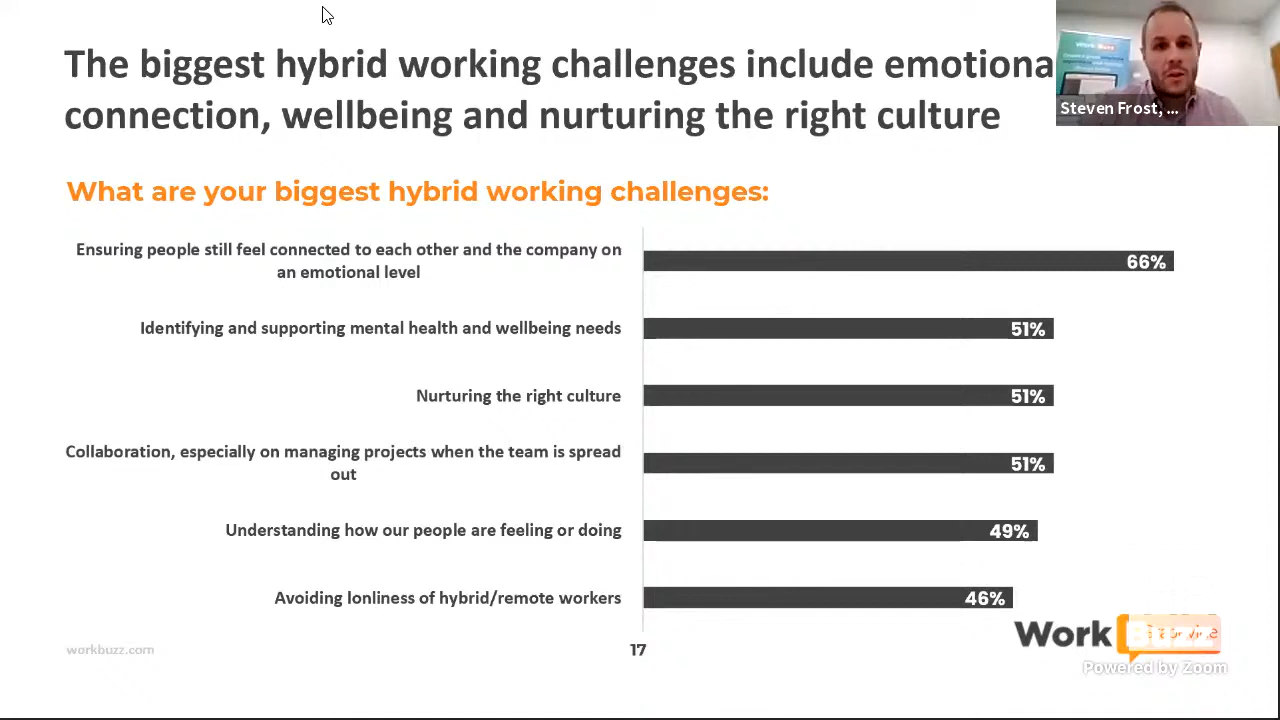 The biggest hybrid working challenges include emotiona
connection, wellbeing and nurturing the right culture
Steven Frost, ...
What are your biggest hybrid working challenges:
Ensuring people still feel connected to each other and the company on
an emotional level
66%
Identifying and supporting mental health and wellbeing needs
51%
Nurturing the right culture
51%
Collaboration, especially on managing projects when the team is spread
out
51%
Understanding how our people are feeling or doing
49%
Avoiding lonliness of hybrid/remote workers
46%
workbuzz.com
17
Work Buzz
Powered by Zoom